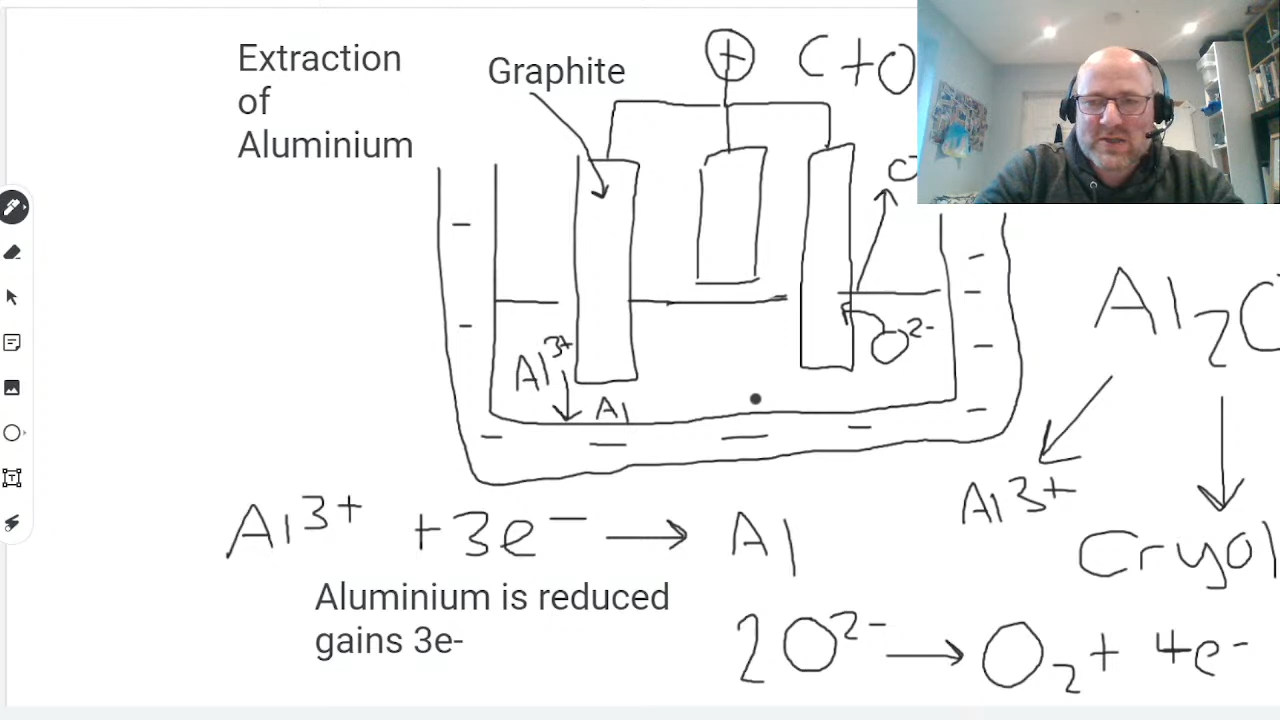 Extraction
of
Aluminium
Graphite
+
C+O
-
-
-
-
-
-
-
-
-
-
Al3+
Al
O2-
Al2
Al3+
Cryol
Al3+ +3e- → Al
Aluminium is reduced
gains 3e-
2O2- → O2 + 4e-